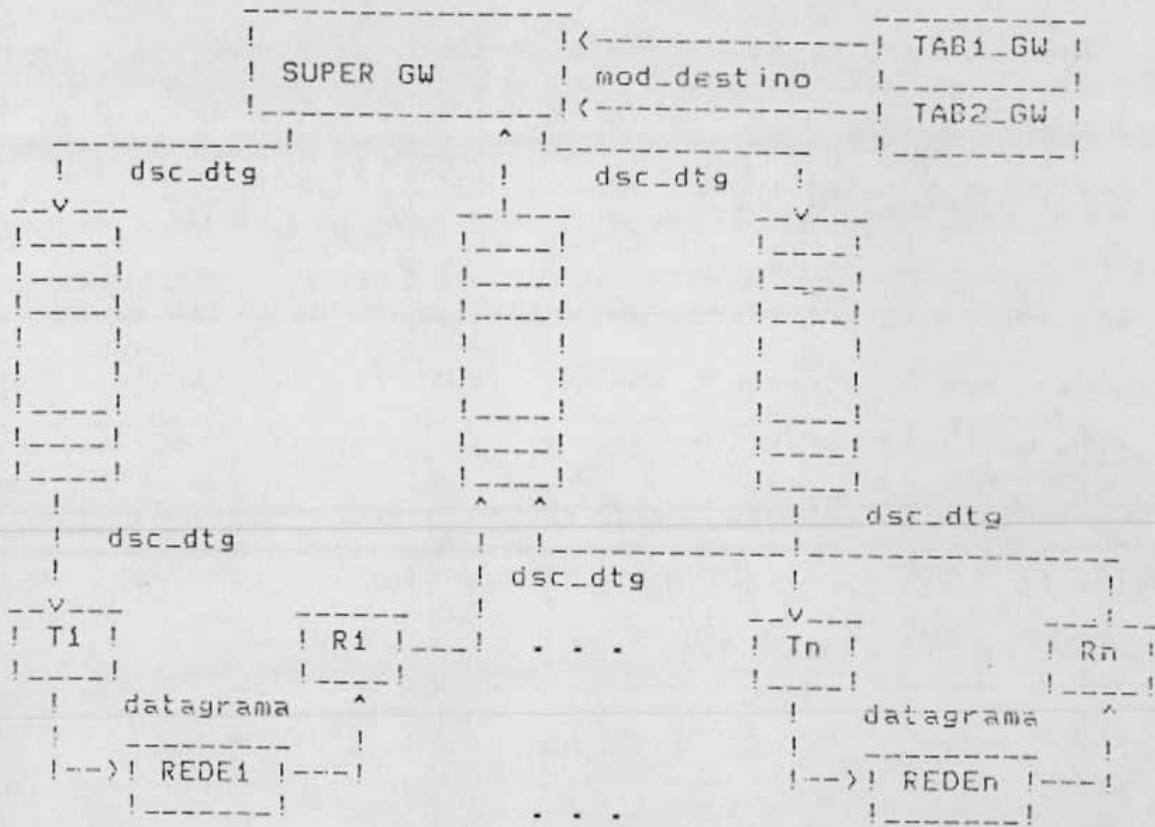 TAB1_GW
SUPER GW mod_destino
TAB2_GW
dsc_dtg dsc_dtg
dsc_dtg
dsc_dtg
dsc_dtg
T1 R1 . . . Tn Rn
datagrama datagrama
REDE1 REDEn
. . .